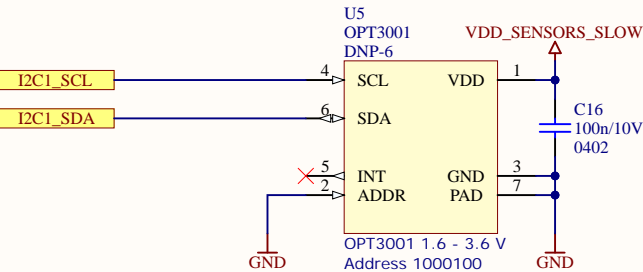 U5
OPT3001
DNP-6
VDD_SENSORS_SLOW
I2C1_SCL
4
SCL
VDD
1
I2C1_SDA
6
SDA
C16
100n/10V
0402
5
INT
GND
3
2
ADDR
PAD
7
OPT3001 1.6 - 3.6 V
Address 1000100
GND
GND